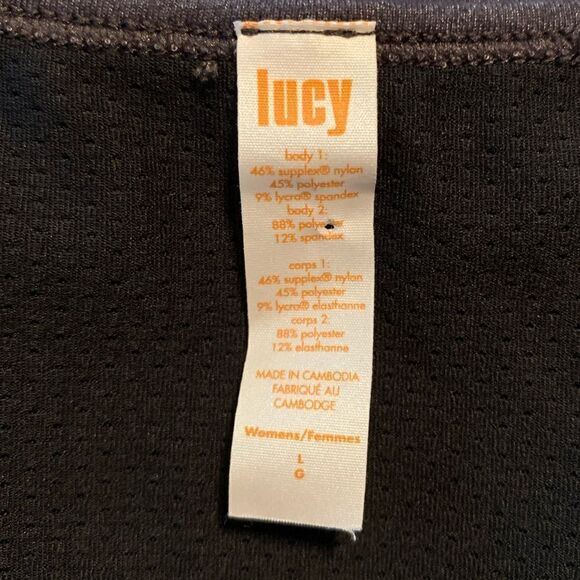 lucy
body 1:
46% supplex® nylon
45% polyester
9% lycra® spandex
body 2:
88% polyester
12% spandex
corps 1:
46% supplex® nylon
45% polyester
9% lycra® elasthanne
corps 2:
88% polyester
12% elasthanne
MADE IN CAMBODIA
FABRIQUÉ AU
CAMBODGE
Womens/Femmes
L
G